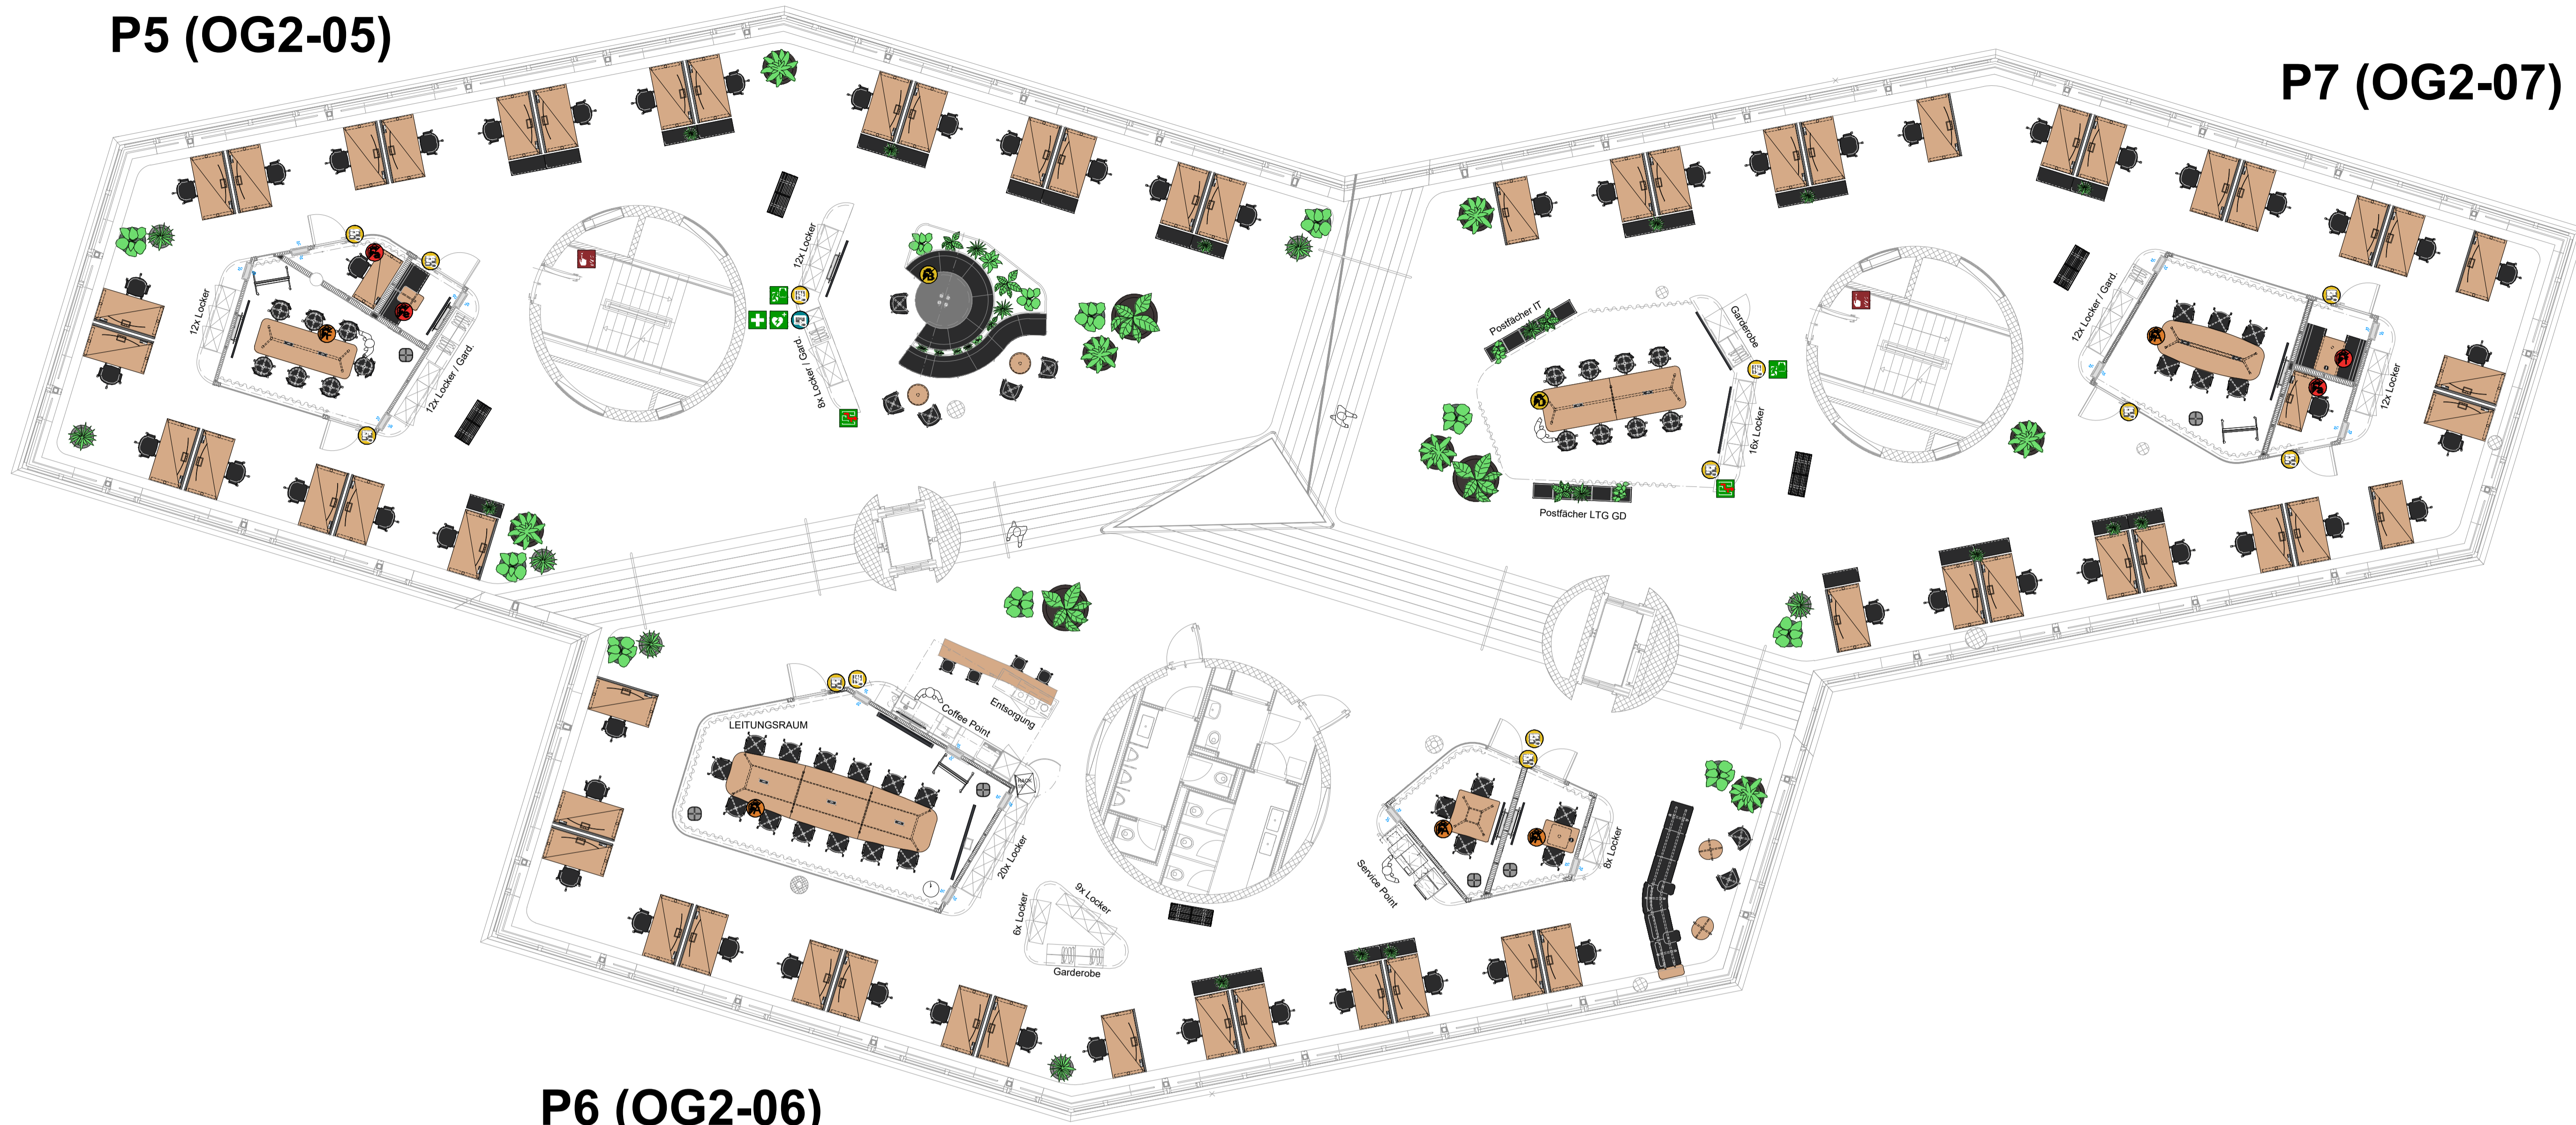 P5 (OG2-05)
P7 (OG2-07)
12x Locker
12x Locker / Gard.
12x Locker
8x Locker / Gard.
Postfächer IT
Garderobe
16x Locker
Postfächer LTG GD
12x Locker / Gard.
12x Locker
LEITUNGSRAUM
Coffee Point
Entsorgung
RACK
20x Locker
6x Locker
9x Locker
Garderobe
Service Point
8x Locker
P6 (OG2-06)